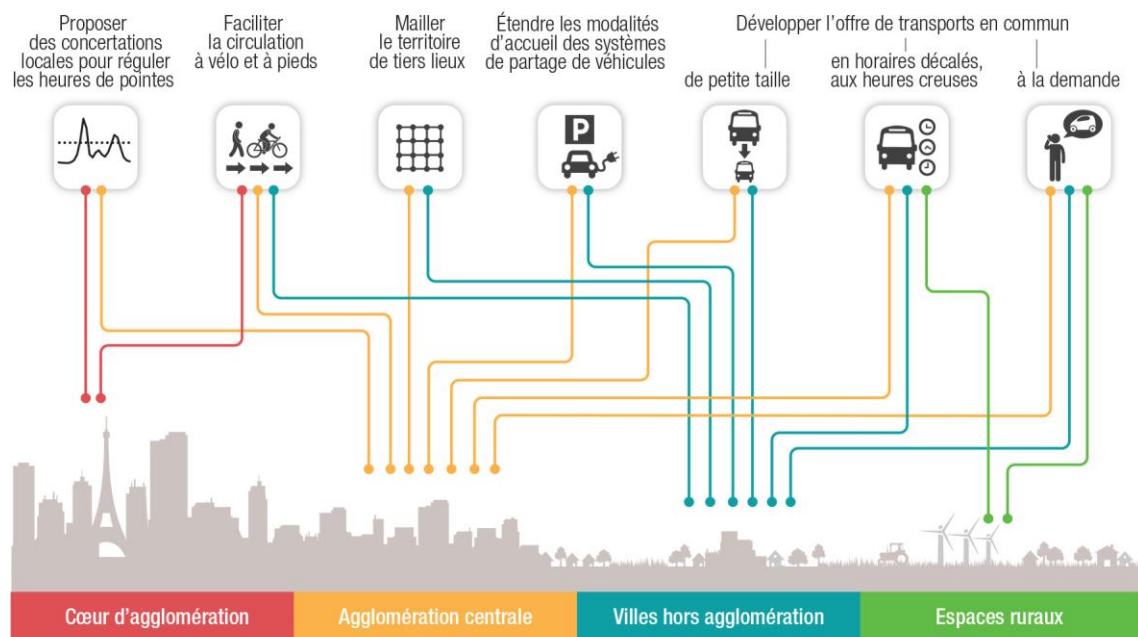 Proposer
des concertations
locales pour réguler
les heures de pointes
Faciliter
la circulation
à vélo et à pieds
Mailler
le territoire
de tiers lieux
Étendre les modalités
d'accueil des systèmes
de partage de véhicules
Développer l'offre de transports en commun
de petite taille
en horaires décalés,
aux heures creuses
à la demande
P
Cœur d'agglomération
Agglomération centrale
Villes hors agglomération
Espaces ruraux